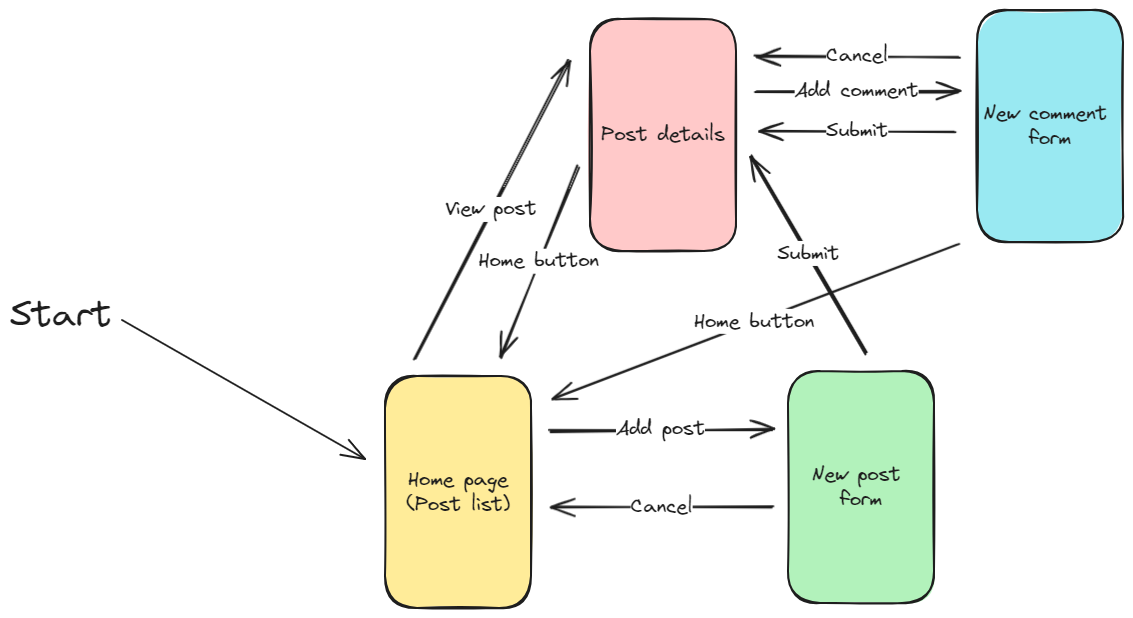 Cancel
Add comment
New comment
form
Post details
Submit
View post
Home button
Submit
Start
Home button
Add post
Home page
(Post list)
New post
form
Cancel